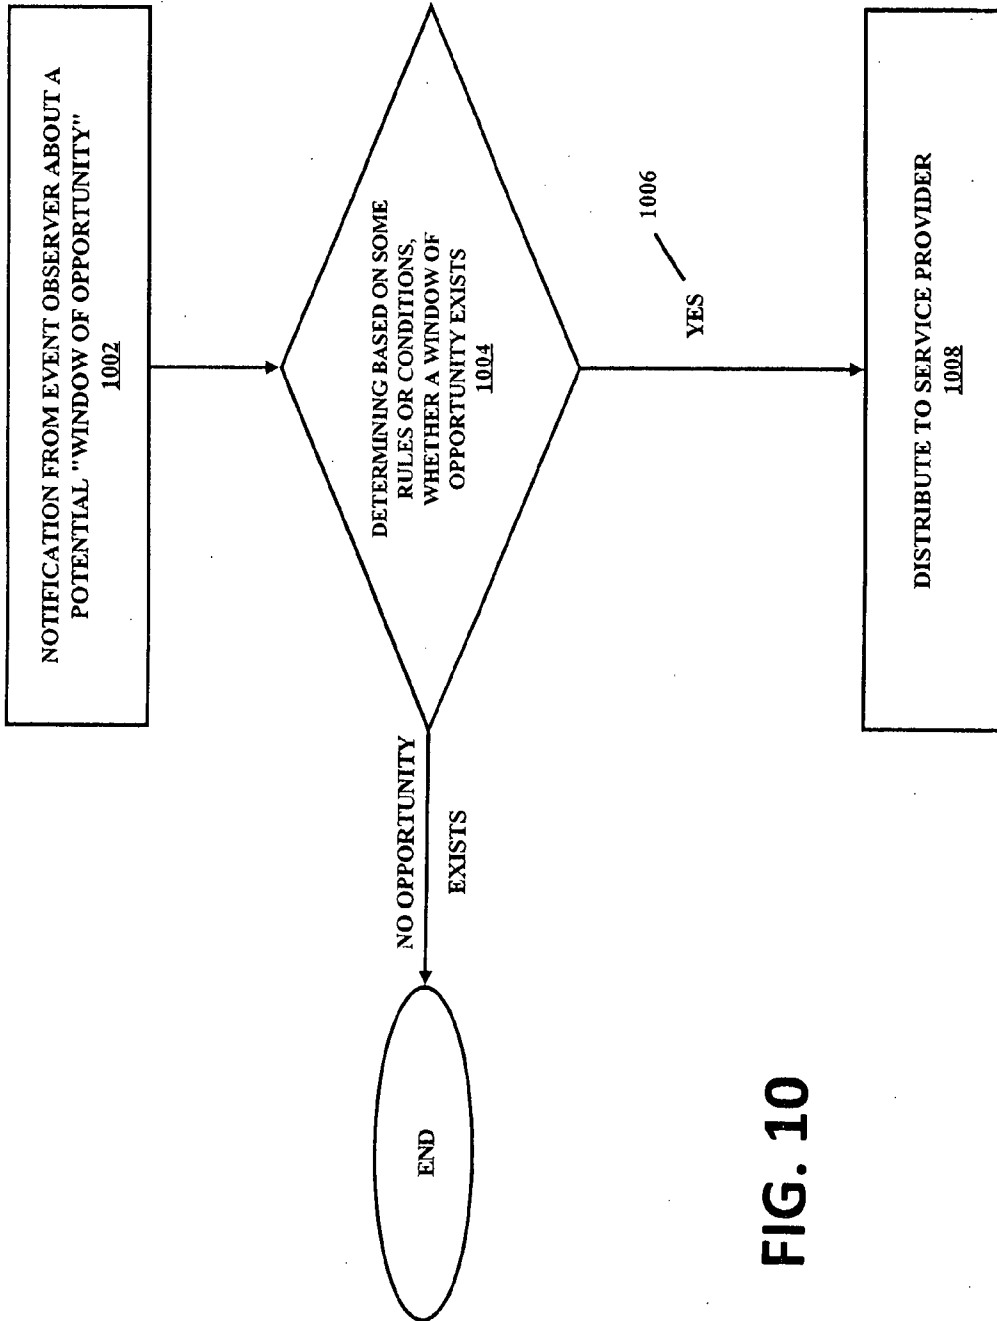 NOTIFICATION FROM EVENT OBSERVER ABOUT A
POTENTIAL "WINDOW OF OPPORTUNITY"
1002
DETERMINING BASED ON SOME
RULES OR CONDITIONS,
WHETHER A WINDOW OF
OPPORTUNITY EXISTS
1004
NO OPPORTUNITY
EXISTS
END
1006
YES
DISTRIBUTE TO SERVICE PROVIDER
1008
FIG. 10